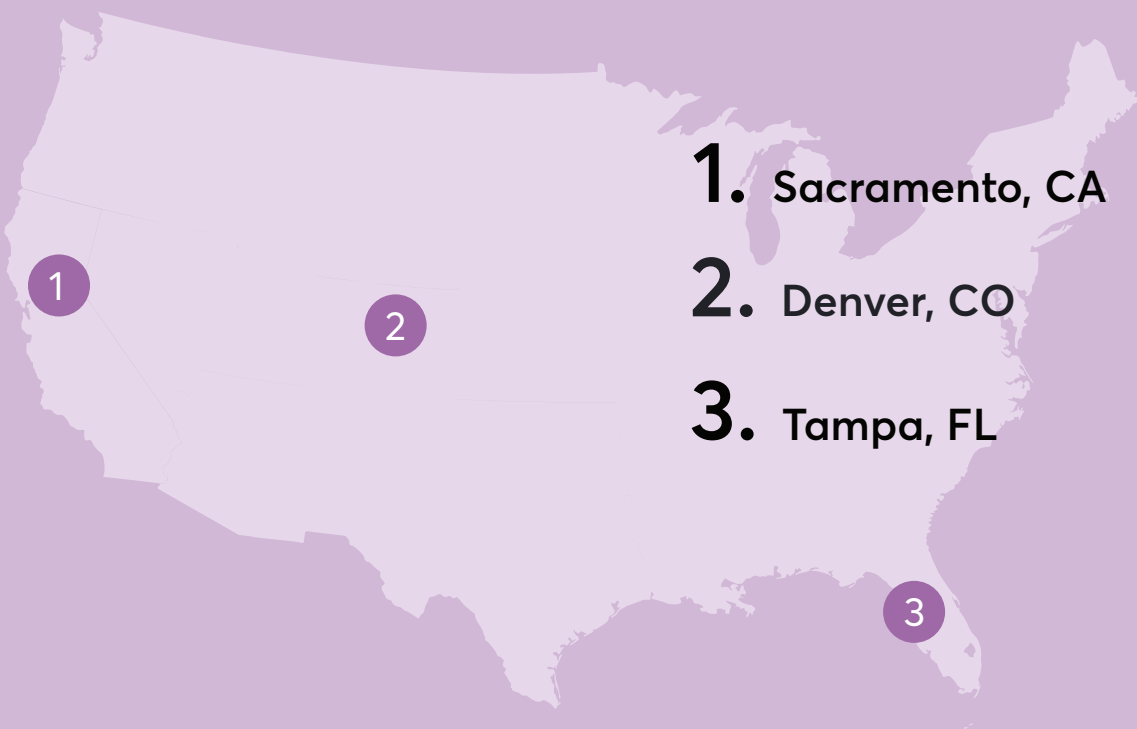 1. Sacramento, CA
1
2. Denver, CO
2
3. Tampa, FL
3